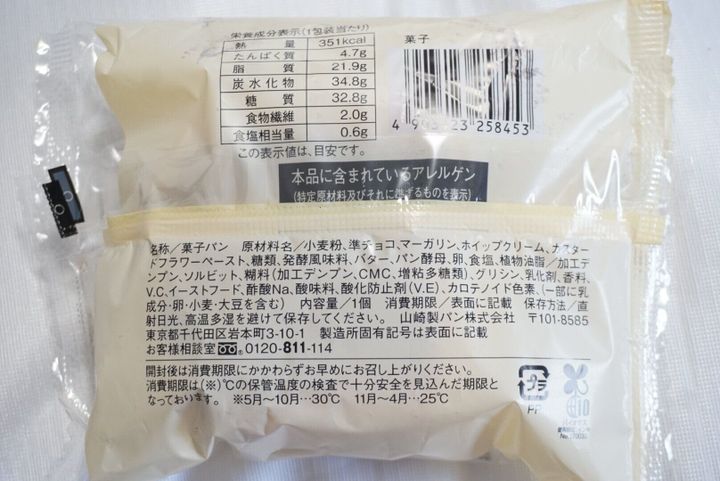 栄養成分表示(1包装当たり)
熱量 351kcal
たんぱく質 4.7g
脂質 21.9g
炭水化物 34.8g
糖質 32.8g
食物繊維 2.0g
食塩相当量 0.6g
この表示値は、目安です。
菓子
258453
本品に含まれているアレルゲン
(特定原材料及びそれに準ずるものを表示)
名称/菓子パン 原材料名/小麦粉、準チョコ、マーガリン、ホイップクリーム、カスター
ドフラワーペースト、糖類、発酵風味料、バター、パン酵母、卵、食塩、植物油脂/加工デ
ンプン、ソルビット、糊料(加工デンプン、CMC、増粘多糖類)、グリシン、乳化剤、香料、
V.C、イーストフード、酢酸Na、酸味料、酸化防止剤(V.E)、カロテノイド色素、(一部に乳
成分・卵・小麦・大豆を含む) 内容量/1個 消費期限/表面に記載 保存方法/直
射日光、高温多湿を避けて保存してください。 山崎製パン株式会社 〒101-8585
東京都千代田区岩本町3-10-1 製造所固有記号は表面に記載
お客様相談室 0120-811-114
開封後は消費期限にかかわらずお早めにお召し上がりください。
消費期限は(※)℃の保管温度の検査で十分安全を見込んだ期限と
なっております。 ※5月〜10月…30℃ 11月〜4月…25℃
プラ
PP